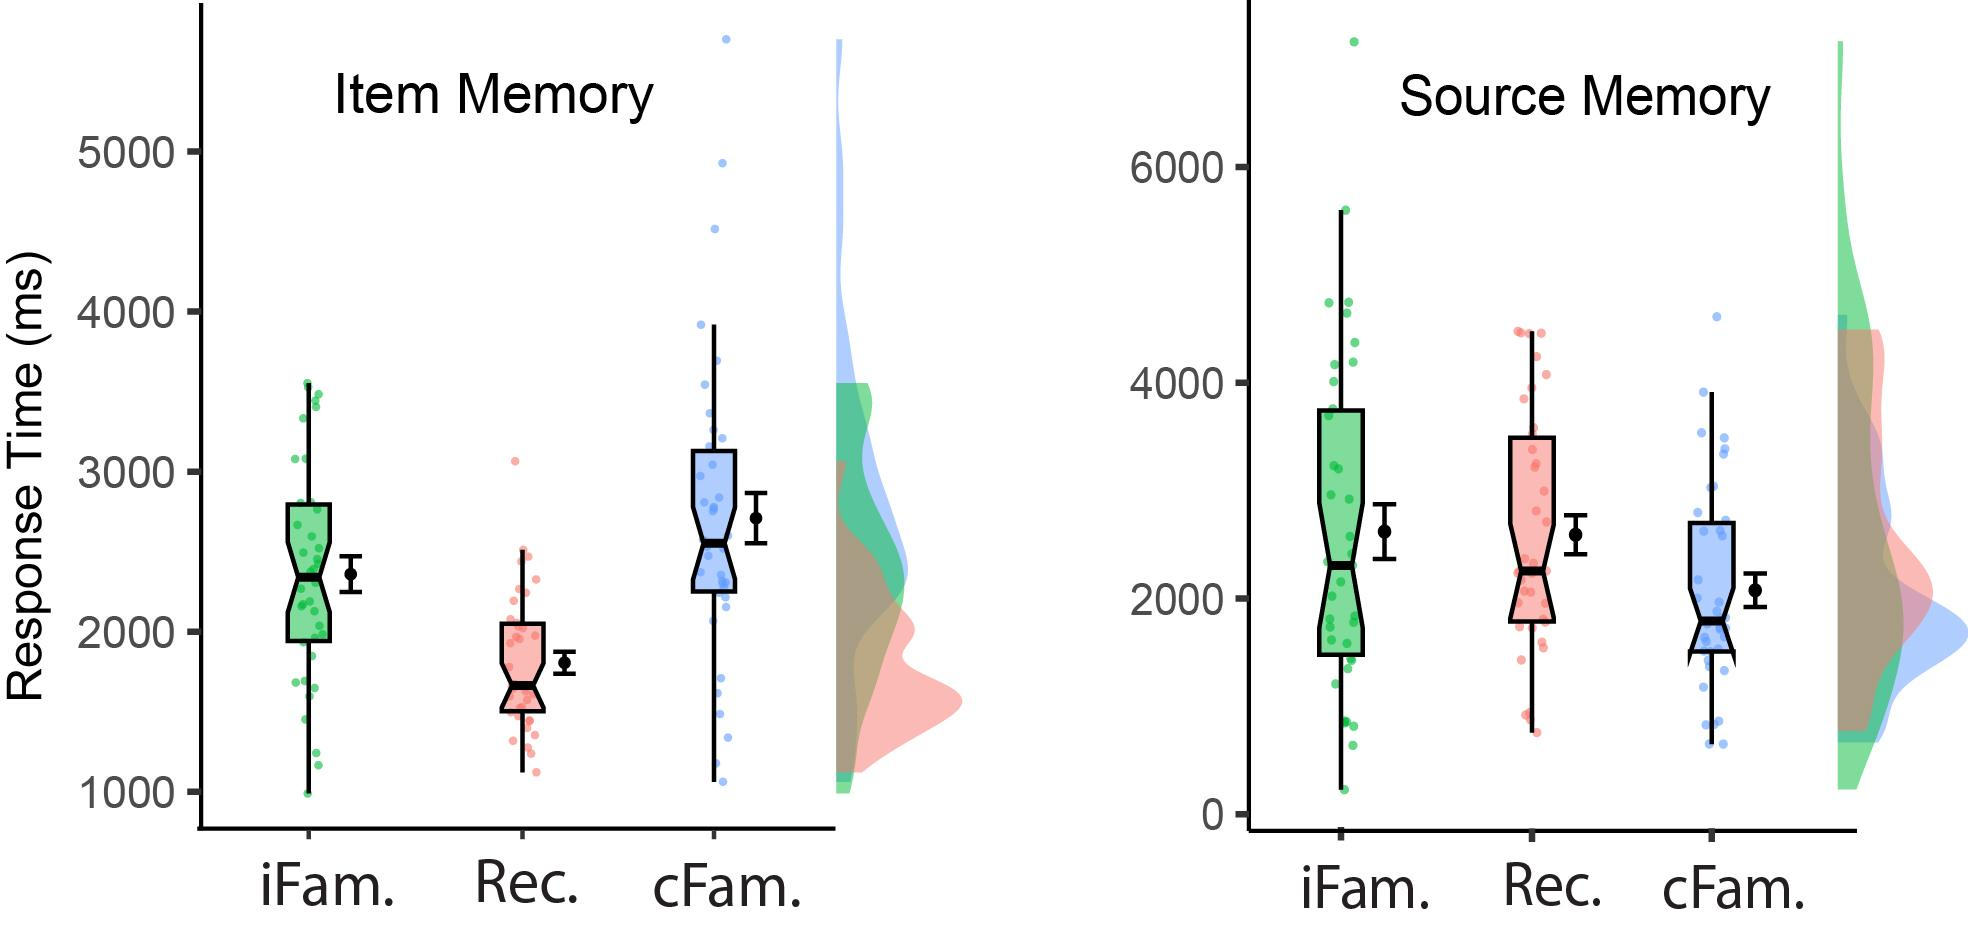 Item Memory
Response Time (ms)
5000
4000
3000
2000
1000
iFam. Rec. cFam.
Source Memory
6000
4000
2000
0
iFam. Rec. cFam.